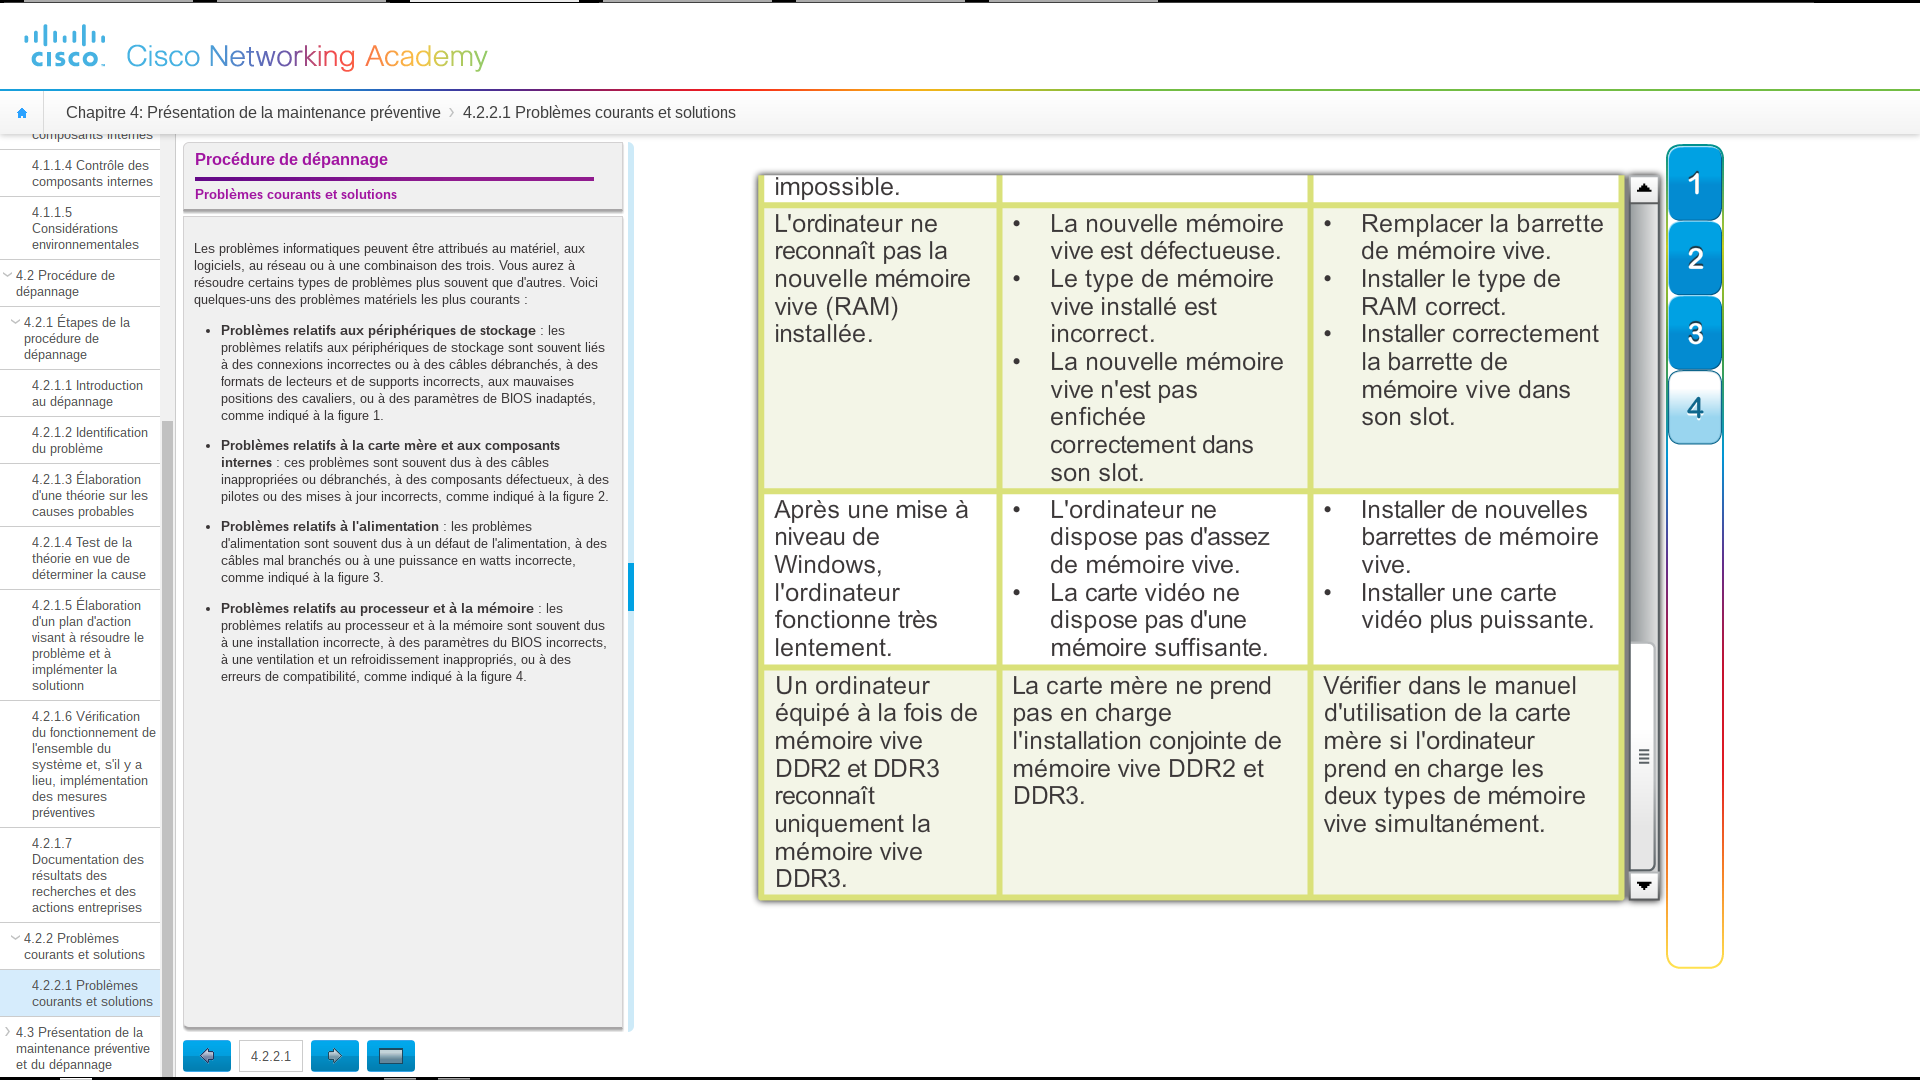 cisco
Cisco Networking Academy
Chapitre 4: Présentation de la maintenance préventive
4.2.2.1 Problèmes courants et solutions
composants internes
4.1.1.4 Contrôle des
composants internes
4.1.1.5
Considérations
environnementales
4.2 Procédure de
dépannage
4.2.1 Étapes de la
procédure de
dépannage
4.2.1.1 Introduction
au dépannage
4.2.1.2 Identification
du problème
4.2.1.3 Élaboration
d'une théorie sur les
causes probables
4.2.1.4 Test de la
théorie en vue de
déterminer la cause
4.2.1.5 Élaboration
d'un plan d'action
visant à résoudre le
problème et à
implémenter la
solutionn
4.2.1.6 Vérification
du fonctionnement de
l'ensemble du
système et, s'il y a
lieu, implémentation
des mesures
préventives
4.2.1.7
Documentation des
résultats des
recherches et des
actions entreprises
4.2.2 Problèmes
courants et solutions
4.2.2.1 Problèmes
courants et solutions
4.3 Présentation de la
maintenance préventive
et du dépannage
Procédure de dépannage
Problèmes courants et solutions
Les problèmes informatiques peuvent être attribués au matériel, aux
logiciels, au réseau ou à une combinaison des trois. Vous aurez à
résoudre certains types de problèmes plus souvent que d'autres. Voici
quelques-uns des problèmes matériels les plus courants :
• Problèmes relatifs aux périphériques de stockage : les
problèmes relatifs aux périphériques de stockage sont souvent liés
à des connexions incorrectes ou à des câbles débranchés, à des
formats de lecteurs et de supports incorrects, aux mauvaises
positions des cavaliers, ou à des paramètres de BIOS inadaptés,
comme indiqué à la figure 1.
• Problèmes relatifs à la carte mère et aux composants
internes : ces problèmes sont souvent dus à des câbles
inappropriées ou débranchés, à des composants défectueux, à des
pilotes ou des mises à jour incorrects, comme indiqué à la figure 2.
• Problèmes relatifs à l'alimentation : les problèmes
d'alimentation sont souvent dus à un défaut de l'alimentation, à des
câbles mal branchés ou à une puissance en watts incorrecte,
comme indiqué à la figure 3.
• Problèmes relatifs au processeur et à la mémoire : les
problèmes relatifs au processeur et à la mémoire sont souvent dus
à une installation incorrecte, à des paramètres du BIOS incorrects,
à une ventilation et un refroidissement inappropriés, ou à des
erreurs de compatibilité, comme indiqué à la figure 4.
4.2.2.1
impossible.
L'ordinateur ne
reconnaît pas la
nouvelle mémoire
vive (RAM)
installée.
• La nouvelle mémoire
vive est défectueuse.
• Le type de mémoire
vive installé est
incorrect.
• La nouvelle mémoire
vive n'est pas
enfichée
correctement dans
son slot.
• Remplacer la barrette
de mémoire vive.
• Installer le type de
RAM correct.
• Installer correctement
la barrette de
mémoire vive dans
son slot.
Après une mise à
niveau de
Windows,
l'ordinateur
fonctionne très
lentement.
• L'ordinateur ne
dispose pas d'assez
de mémoire vive.
• La carte vidéo ne
dispose pas d'une
mémoire suffisante.
• Installer de nouvelles
barrettes de mémoire
vive.
• Installer une carte
vidéo plus puissante.
Un ordinateur
équipé à la fois de
mémoire vive
DDR2 et DDR3
reconnaît
uniquement la
mémoire vive
DDR3.
La carte mère ne prend
pas en charge
l'installation conjointe de
mémoire vive DDR2 et
DDR3.
Vérifier dans le manuel
d'utilisation de la carte
mère si l'ordinateur
prend en charge les
deux types de mémoire
vive simultanément.
1
2
3
4